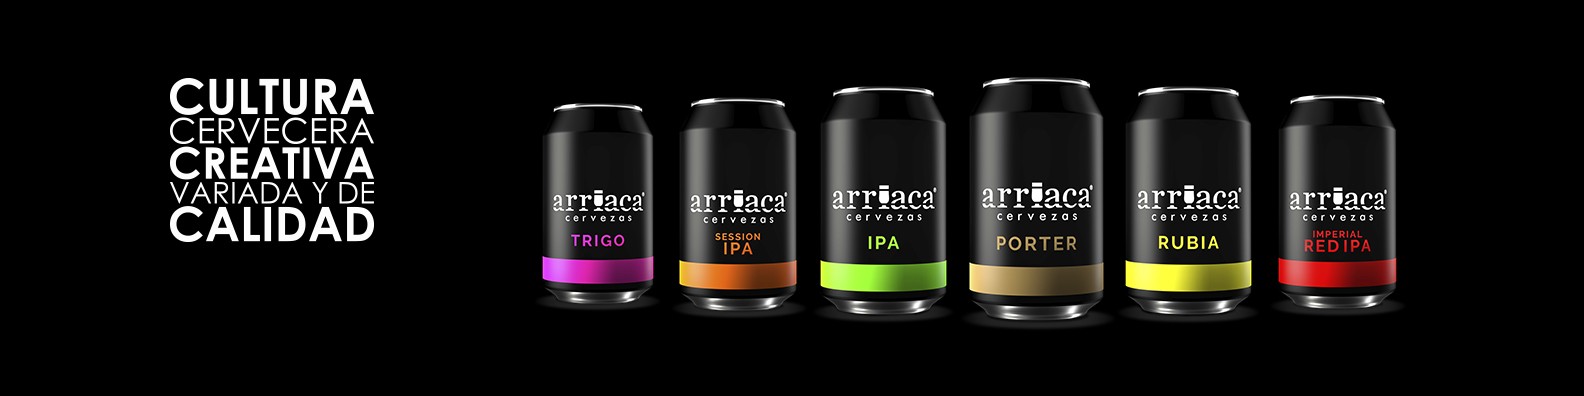 CULTURA
CERVECERA
CREATIVA
VARIADA Y DE
CALIDAD
arriaca®
cervezas
TRIGO
arriaca®
cervezas
SESSION
IPA
arriaca®
cervezas
IPA
arriaca®
cervezas
PORTER
arriaca®
cervezas
RUBIA
arriaca®
cervezas
IMPERIAL
RED IPA